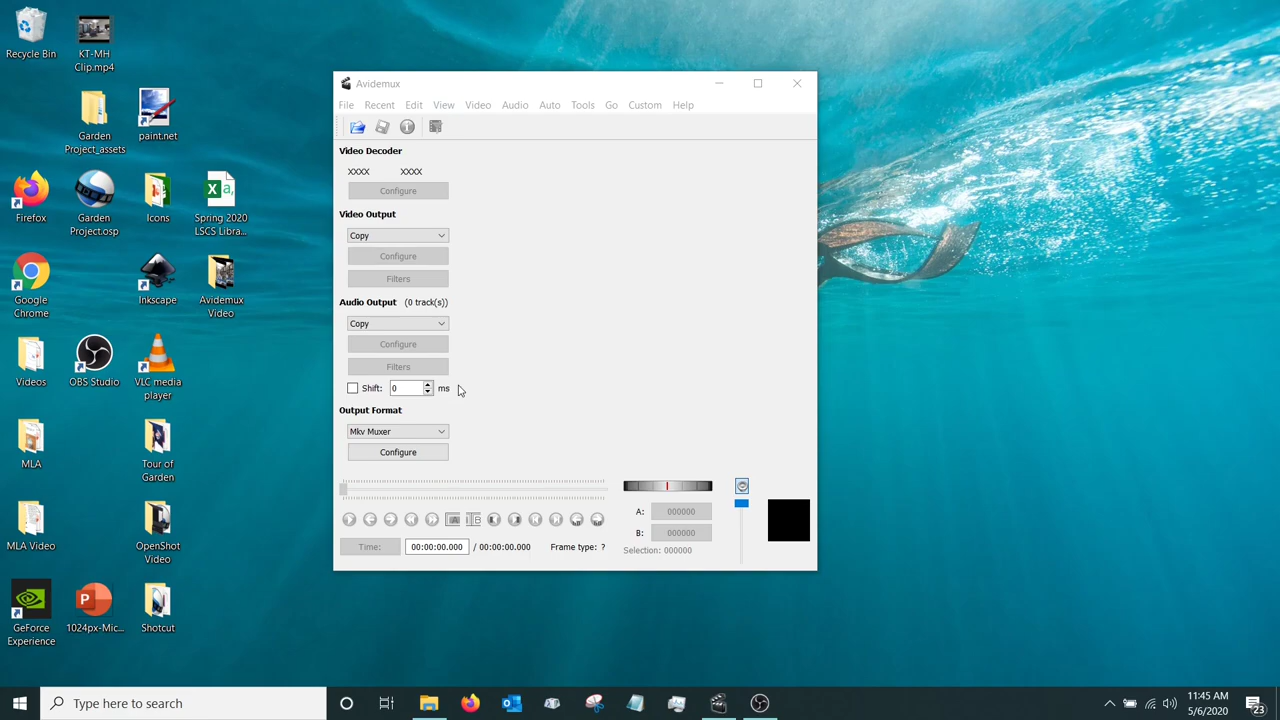 Recycle Bin
KT-MH
Clip.mp4
Garden
Project_assets
paint.net
Firefox
Garden
Project.osp
Icons
Spring 2020
LSCS Libra...
Google
Chrome
Inkscape
Avidemux
Video
Videos
OBS Studio
VLC media
player
MLA
Tour of
Garden
MLA Video
OpenShot
Video
GeForce
Experience
1024px-Mic...
Shotcut
Avidemux
File Recent Edit View Video Audio Auto Tools Go Custom Help
Video Decoder
XXXX XXXX
Configure
Video Output
Copy
Configure
Filters
Audio Output (0 track(s))
Copy
Configure
Filters
Shift: 0 ms
Output Format
Mkv Muxer
Configure
A: 000000
B: 000000
Time: 00:00:00.000 / 00:00:00.000 Frame type: ?
Selection: 000000
Type here to search
11:45 AM
5/6/2020
23